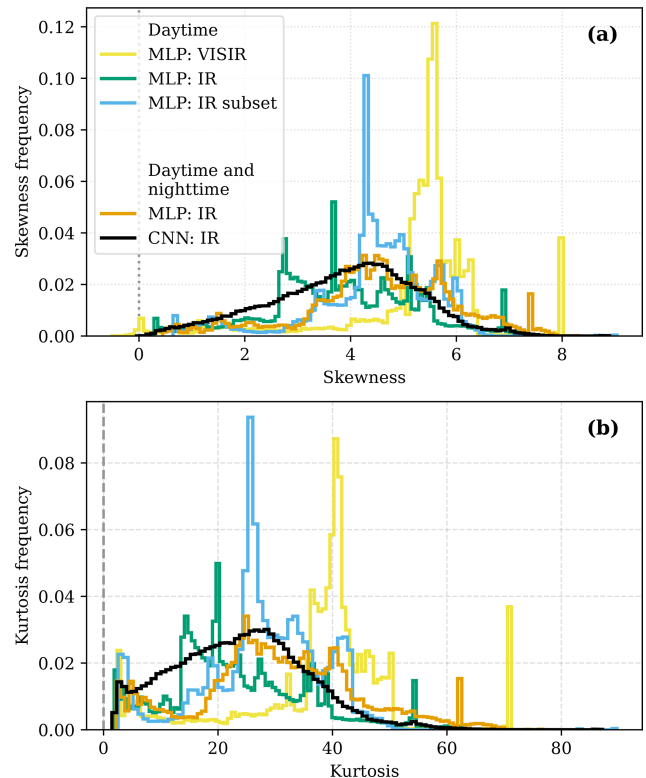 (a)
Daytime
MLP: VISIR
MLP: IR
MLP: IR subset
Daytime and
nighttime
MLP: IR
CNN: IR
Skewness frequency
0.12
0.10
0.08
0.06
0.04
0.02
0.00
0 2 4 6 8
Skewness
(b)
Kurtosis frequency
0.08
0.06
0.04
0.02
0.00
0 20 40 60 80
Kurtosis